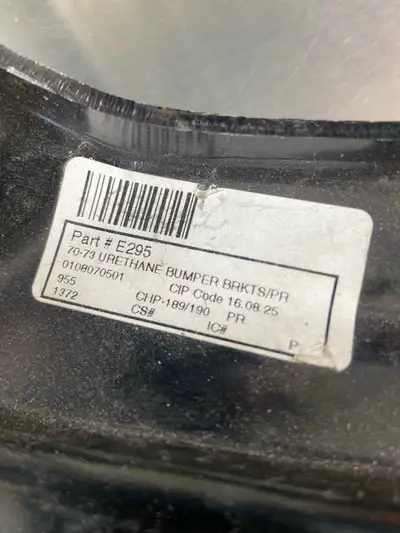 Part # E295
70-73 URETHANE BUMPER BRKTS/PR
0108070501 CIP Code 16.08.25
955 CHP-189/190 PR
1372 CS# IC# P